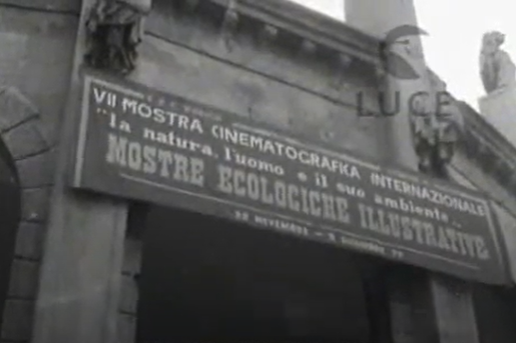 LUCE
VII MOSTRA CINEMATOGRAFICA INTERNAZIONALE
"la natura, l'uomo e il suo ambiente„
MOSTRE ECOLOGICHE ILLUSTRATIVE